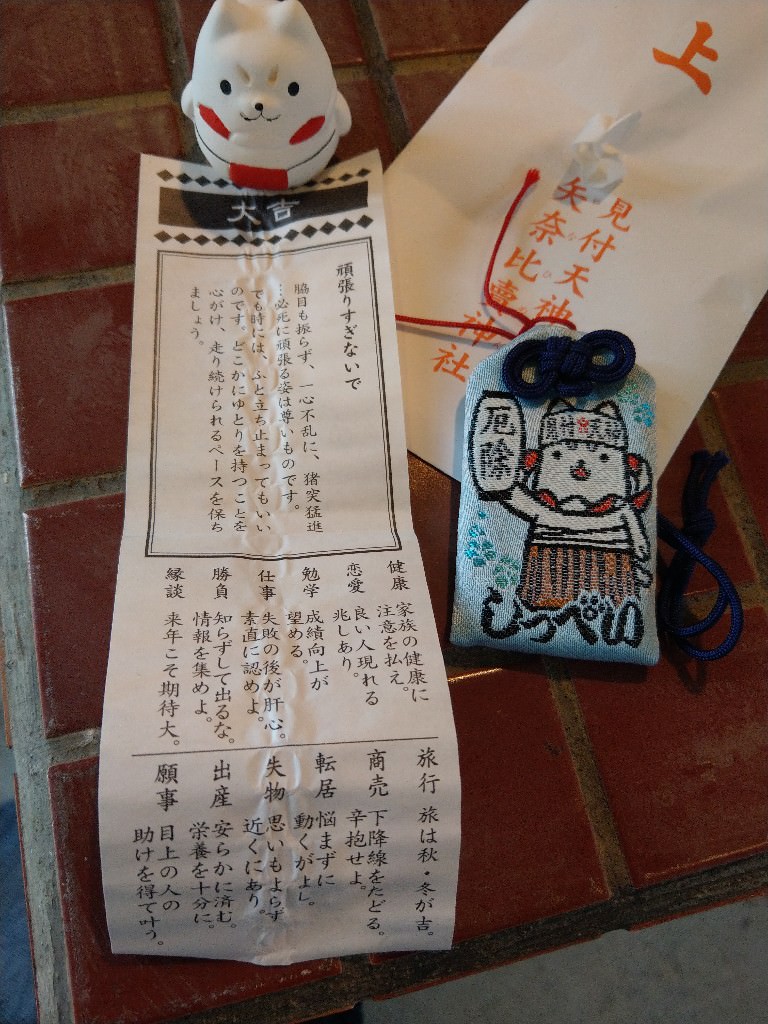 大吉
頑張りすぎないで
脇目も振らず、一心不乱に、猪突猛進
…必死に頑張る姿は尊いものです。
でも時には、ふと立ち止まってもいい
のです。どこかにゆとりを持つことを
心がけ、走り続けられるペースを保ち
ましょう。
健康 家族の健康に
注意を払え。
恋愛 良い人現れる
兆しあり。
勉学 成績向上が
望める。
仕事 失敗の後が肝心。
素直に認めよ。
勝負 知らずして出るな。
情報を集めよ。
縁談 来年こそ期待大。
旅行 旅は秋・冬が吉。
商売 下降線をたどる。
辛抱せよ。
転居 悩まずに
動くがよし。
失物 思いもよらず
近くにあり。
出産 安らかに済む。
栄養を十分に。
願事 目上の人の
助けを得て叶う。
上
見付天神
矢奈比賣神社
なひ
厄除
しっぺい